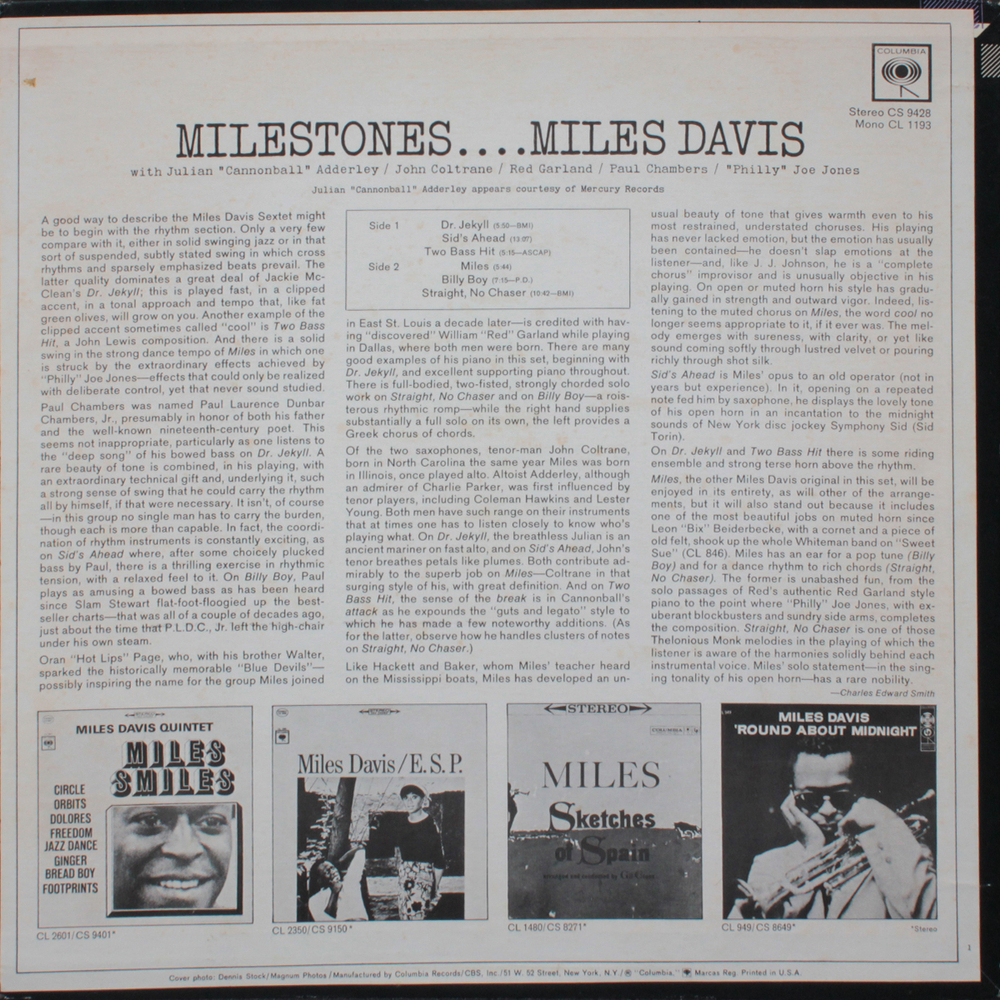 COLUMBIA
Stereo CS 9428
Mono CL 1193
MILESTONES....MILES DAVIS
with Julian "Cannonball" Adderley / John Coltrane / Red Garland / Paul Chambers / "Philly" Joe Jones
Julian "Cannonball" Adderley appears courtesy of Mercury Records
A good way to describe the Miles Davis Sextet might
be to begin with the rhythm section. Only a very few
compare with it, either in solid swinging jazz or in that
sort of suspended, subtly stated swing in which cross
rhythms and sparsely emphasized beats prevail. The
latter quality dominates a great deal of Jackie Mc-
Clean's Dr. Jekyll; this is played fast, in a clipped
accent, in a tonal approach and tempo that, like fat
green olives, will grow on you. Another example of the
clipped accent sometimes called "cool" is Two Bass
Hit, a John Lewis composition. And there is a solid
swing in the strong dance tempo of Miles in which one
is struck by the extraordinary effects achieved by
"Philly" Joe Jones—effects that could only be realized
with deliberate control, yet that never sound studied.
Paul Chambers was named Paul Laurence Dunbar
Chambers, Jr., presumably in honor of both his father
and the well-known nineteenth-century poet. This
seems not inappropriate, particularly as one listens to
the "deep song" of his bowed bass on Dr. Jekyll. A
rare beauty of tone is combined, in his playing, with
an extraordinary technical gift and, underlying it, such
a strong sense of swing that he could carry the rhythm
all by himself, if that were necessary. It isn't, of course
—in this group no single man has to carry the burden,
though each is more than capable. In fact, the coordi-
nation of rhythm instruments is constantly exciting, as
on Sid's Ahead where, after some choicely plucked
bass by Paul, there is a thrilling exercise in rhythmic
tension, with a relaxed feel to it. On Billy Boy, Paul
plays as amusing a bowed bass as has been heard
since Slam Stewart flat-foot-floogied up the best-
seller charts—that was all of a couple of decades ago,
just about the time that P.L.D.C., Jr. left the high-chair
under his own steam.
Oran "Hot Lips" Page, who, with his brother Walter,
sparked the historically memorable "Blue Devils"—
possibly inspiring the name for the group Miles joined
Side 1 Dr. Jekyll (5:50—BMI)
Sid's Ahead (13:07)
Two Bass Hit (5:15—ASCAP)
Side 2 Miles (5:44)
Billy Boy (7:15—P.D.)
Straight, No Chaser (10:42—BMI)
in East St. Louis a decade later—is credited with hav-
ing "discovered" William "Red" Garland while playing
in Dallas, where both men were born. There are many
good examples of his piano in this set, beginning with
Dr. Jekyll, and excellent supporting piano throughout.
There is full-bodied, two-fisted, strongly chorded solo
work on Straight, No Chaser and on Billy Boy—a rois-
terous rhythmic romp—while the right hand supplies
substantially a full solo on its own, the left provides a
Greek chorus of chords.
Of the two saxophones, tenor-man John Coltrane,
born in North Carolina the same year Miles was born
in Illinois, once played alto. Altoist Adderley, although
an admirer of Charlie Parker, was first influenced by
tenor players, including Coleman Hawkins and Lester
Young. Both men have such range on their instruments
that at times one has to listen closely to know who's
playing what. On Dr. Jekyll, the breathless Julian is an
ancient mariner on fast alto, and on Sid's Ahead, John's
tenor breathes petals like plumes. Both contribute ad-
mirably to the superb job on Miles—Coltrane in that
surging style of his, with great definition. And on Two
Bass Hit, the sense of the break is in Cannonball's
attack as he expounds the "guts and legato" style to
which he has made a few noteworthy additions. (As
for the latter, observe how he handles clusters of notes
on Straight, No Chaser.)
Like Hackett and Baker, whom Miles' teacher heard
on the Mississippi boats, Miles has developed an un-
usual beauty of tone that gives warmth even to his
most restrained, understated choruses. His playing
has never lacked emotion, but the emotion has usually
been contained—he doesn't slap emotions at the
listener—and, like J. J. Johnson, he is a "complete
chorus" improvisor and is unusually objective in his
playing. On open or muted horn his style has gradu-
ally gained in strength and outward vigor. Indeed, lis-
tening to the muted chorus on Miles, the word cool no
longer seems appropriate to it, if it ever was. The mel-
ody emerges with sureness, with clarity, or yet like
sound coming softly through lustred velvet or pouring
richly through shot silk.
Sid's Ahead is Miles' opus to an old operator (not in
years but experience). In it, opening on a repeated
note fed him by saxophone, he displays the lovely tone
of his open horn in an incantation to the midnight
sounds of New York disc jockey Symphony Sid (Sid
Torin).
On Dr. Jekyll and Two Bass Hit there is some riding
ensemble and strong terse horn above the rhythm.
Miles, the other Miles Davis original in this set, will be
enjoyed in its entirety, as will other of the arrange-
ments, but it will also stand out because it includes
one of the most beautiful jobs on muted horn since
Leon "Bix" Beiderbecke, with a cornet and a piece of
old felt, shook up the whole Whiteman band on "Sweet
Sue" (CL 846). Miles has an ear for a pop tune (Billy
Boy) and for a dance rhythm to rich chords (Straight,
No Chaser). The former is unabashed fun, from the
solo passages of Red's authentic Red Garland style
piano to the point where "Philly" Joe Jones, with ex-
uberant blockbusters and sundry side arms, completes
the composition. Straight, No Chaser is one of those
Thelonious Monk melodies in the playing of which the
listener is aware of the harmonies solidly behind each
instrumental voice. Miles' solo statement—in the sing-
ing tonality of his open horn—has a rare nobility.
—Charles Edward Smith
MILES DAVIS QUINTET
MILES
SMILES
CIRCLE
ORBITS
DOLORES
FREEDOM
JAZZ DANCE
GINGER
BREAD BOY
FOOTPRINTS
CL 2601/CS 9401*
Miles Davis/E.S.P.
CL 2350/CS 9150*
STEREO
COLUMBIA
MILES
Sketches
of Spain
CL 1480/CS 8271*
MILES DAVIS
'ROUND ABOUT MIDNIGHT
CL 949/CS 8649*
*Stereo
1
Cover photo: Dennis Stock/Magnum Photos/Manufactured by Columbia Records/CBS, Inc./51 W. 52 Street, New York, N.Y./® "Columbia," Marcas Reg. Printed in U.S.A.